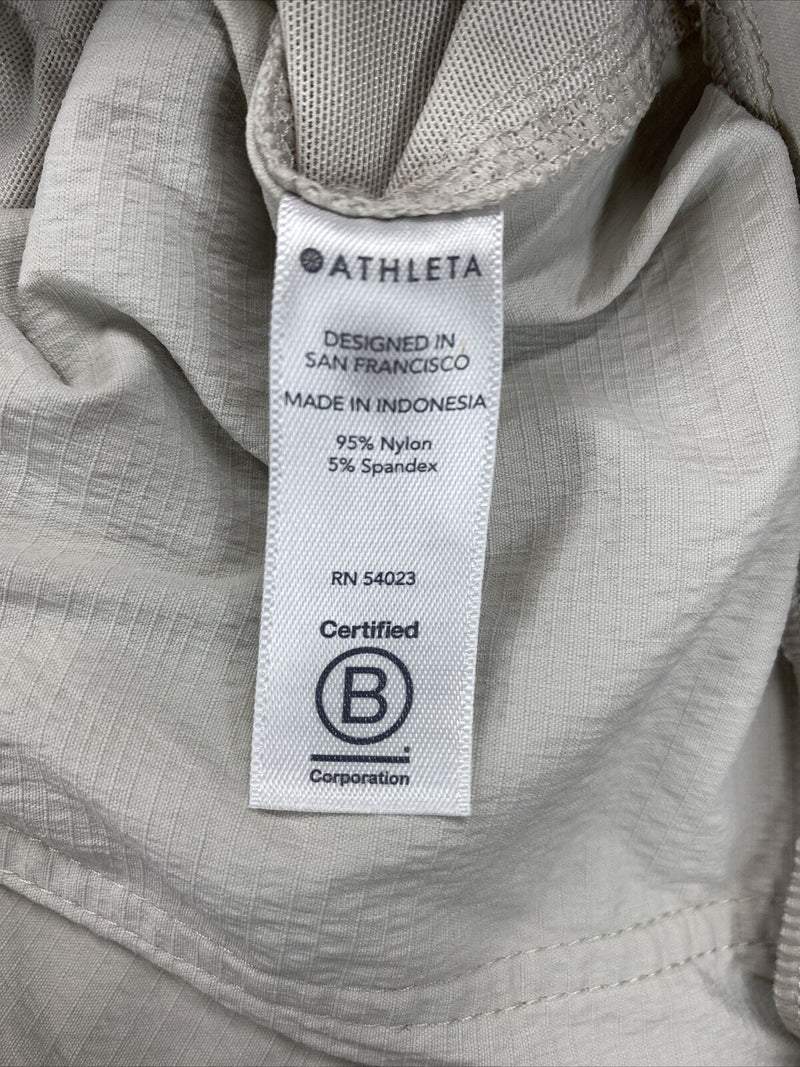 ATHLETA
DESIGNED IN
SAN FRANCISCO
MADE IN INDONESIA
95% Nylon
5% Spandex
RN 54023
Certified
B
Corporation